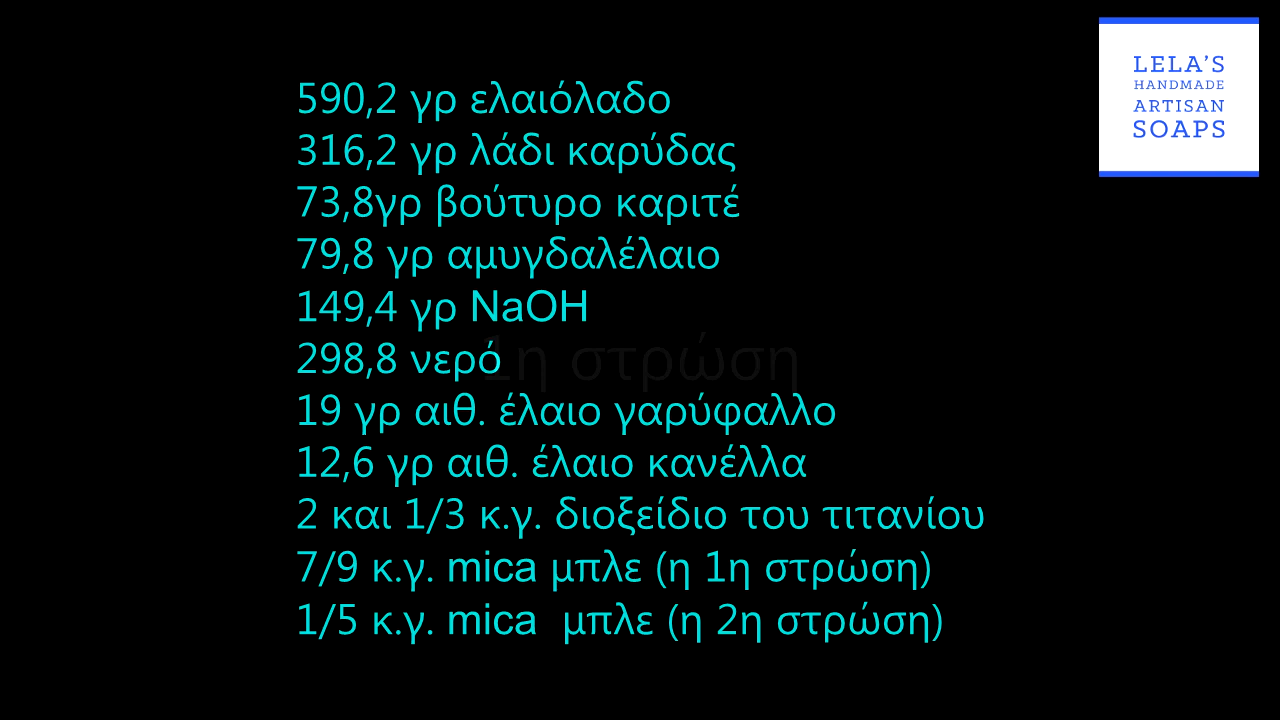 590,2 γρ ελαιόλαδο
316,2 γρ λάδι καρύδας
73,8γρ βούτυρο καριτέ
79,8 γρ αμυγδαλέλαιο
149,4 γρ NaOH
298,8 νερό
1η στρώση
19 γρ αιθ. έλαιο γαρύφαλλο
12,6 γρ αιθ. έλαιο κανέλλα
2 και 1/3 κ.γ. διοξείδιο του τιτανίου
7/9 κ.γ. mica μπλε (η 1η στρώση)
1/5 κ.γ. mica  μπλε (η 2η στρώση)
LELA'S
HANDMADE
ARTISAN
SOAPS